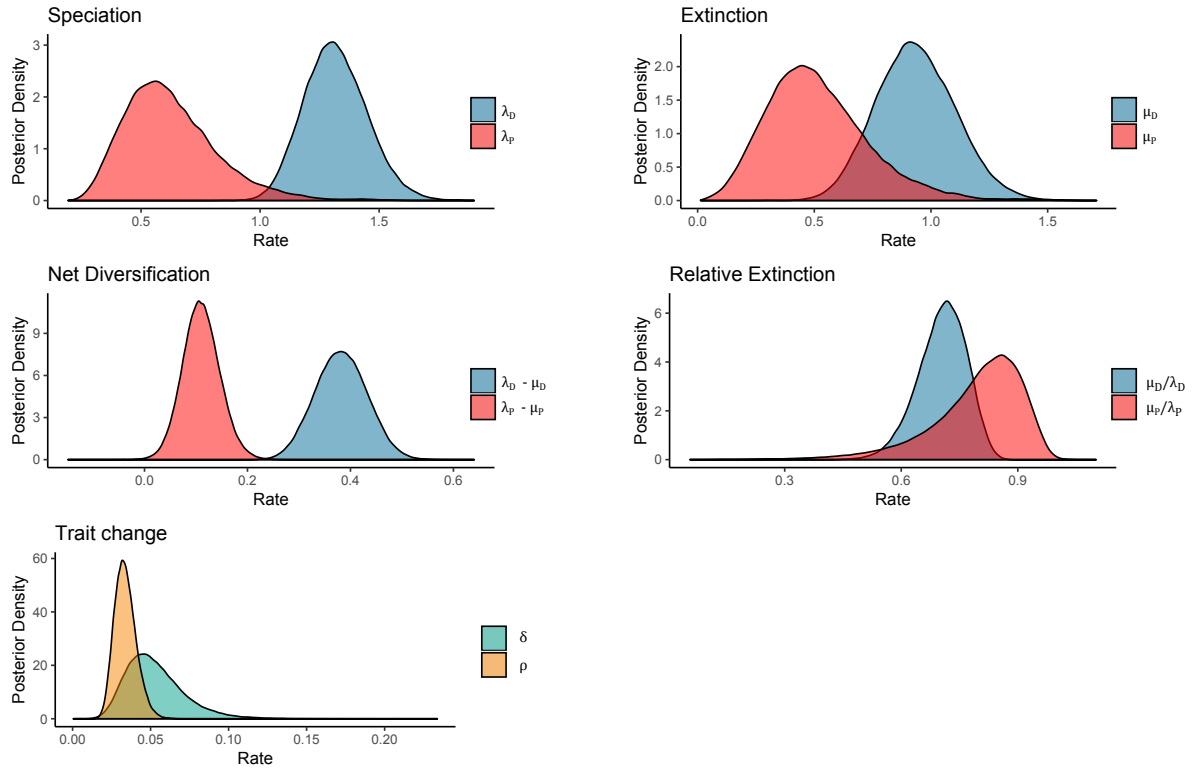 Speciation
Posterior Density
3
2
1
0
0.5 1.0 1.5
Rate
λD
λP
Extinction
Posterior Density
2.0
1.5
1.0
0.5
0.0
0.0 0.5 1.0 1.5
Rate
μD
μP
Net Diversification
Posterior Density
9
6
3
0
0.0 0.2 0.4 0.6
Rate
λD - μD
λP - μP
Relative Extinction
Posterior Density
6
4
2
0
0.3 0.6 0.9
Rate
μD/λD
μP/λP
Trait change
Posterior Density
60
40
20
0
0.00 0.05 0.10 0.15 0.20
Rate
δ
ρ